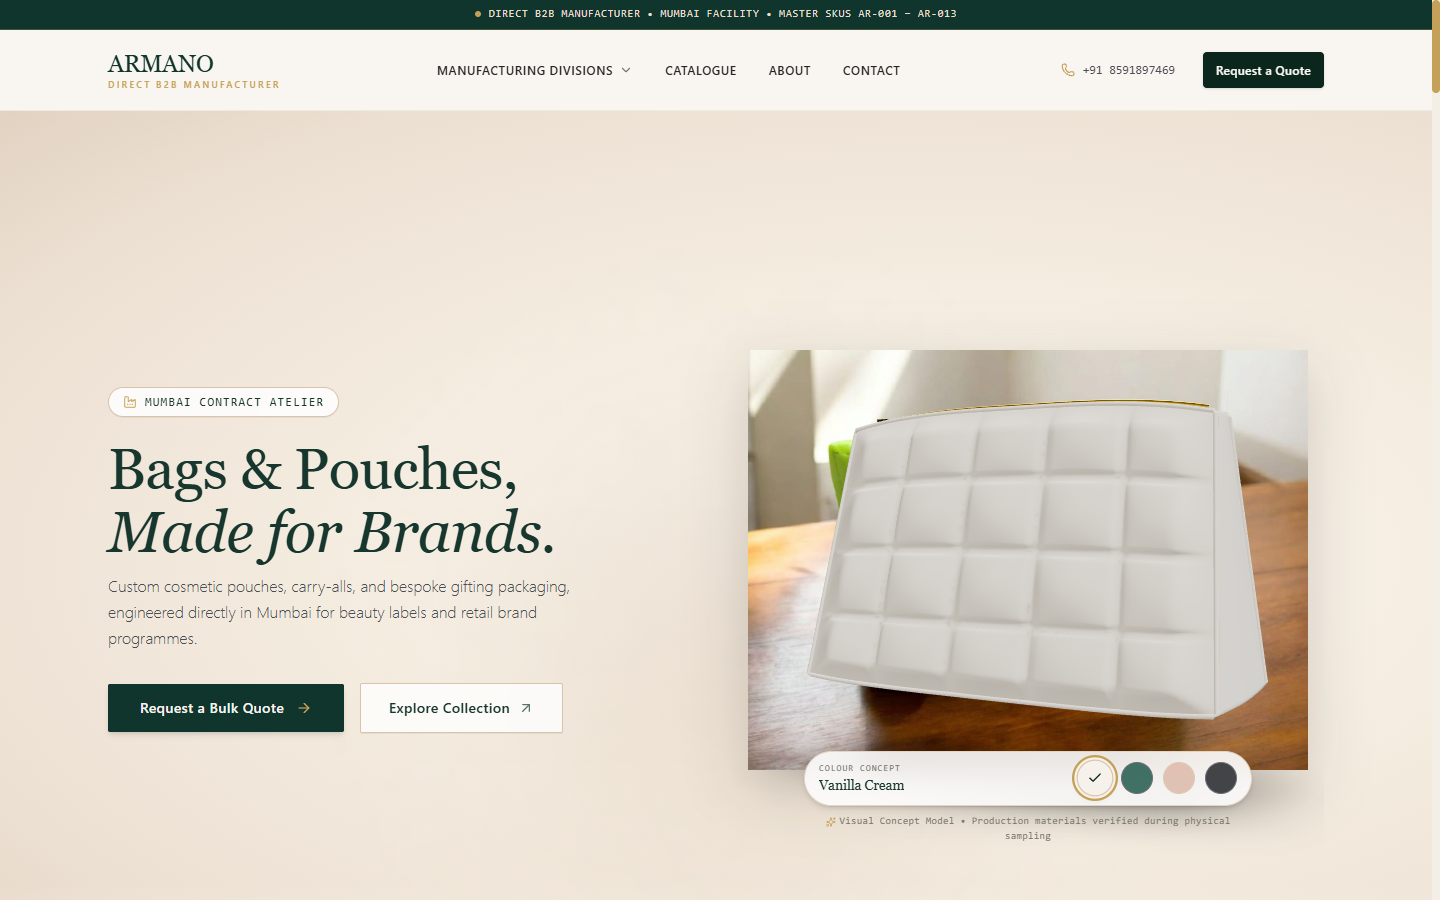 DIRECT B2B MANUFACTURER • MUMBAI FACILITY • MASTER SKUS AR-001 – AR-013
ARMANO
DIRECT B2B MANUFACTURER
MANUFACTURING DIVISIONS
CATALOGUE
ABOUT
CONTACT
+91 8591897469
Request a Quote
MUMBAI CONTRACT ATELIER
Bags & Pouches,
Made for Brands.
Custom cosmetic pouches, carry-alls, and bespoke gifting packaging,
engineered directly in Mumbai for beauty labels and retail brand
programmes.
Request a Bulk Quote
Explore Collection
COLOUR CONCEPT
Vanilla Cream
Visual Concept Model • Production materials verified during physical
sampling